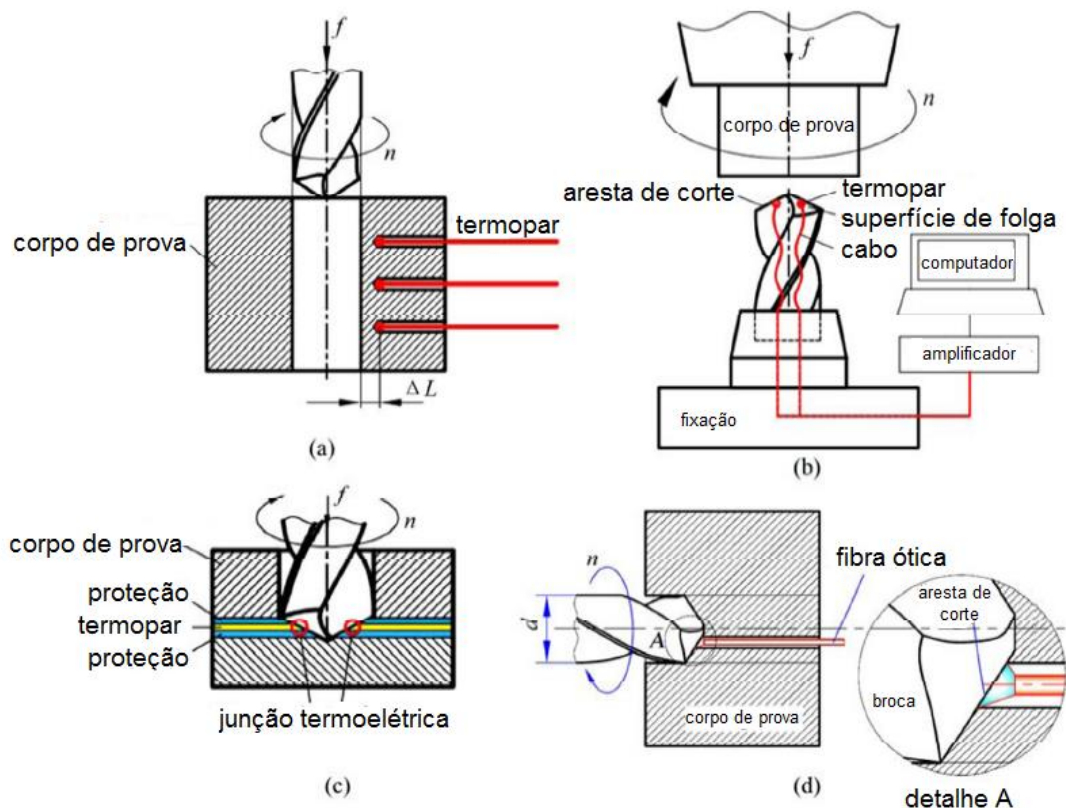 f
n
corpo de prova
termopar
Δ L
(a)
f
n
corpo de prova
aresta de corte
termopar
superfície de folga
cabo
computador
amplificador
fixação
(b)
f
n
corpo de prova
proteção
termopar
proteção
junção termoelétrica
(c)
n
d
A
fibra ótica
corpo de prova
(d)
aresta de
corte
broca
detalhe A